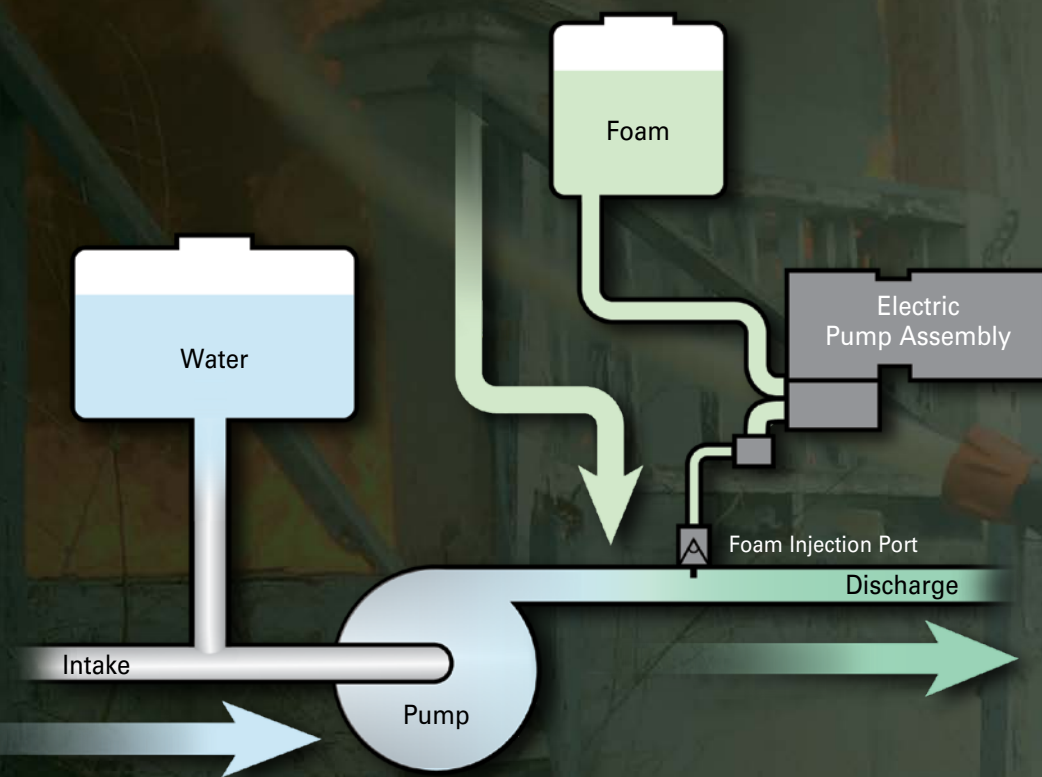 Foam
Electric
Pump Assembly
Water
Foam Injection Port
Discharge
Intake
Pump